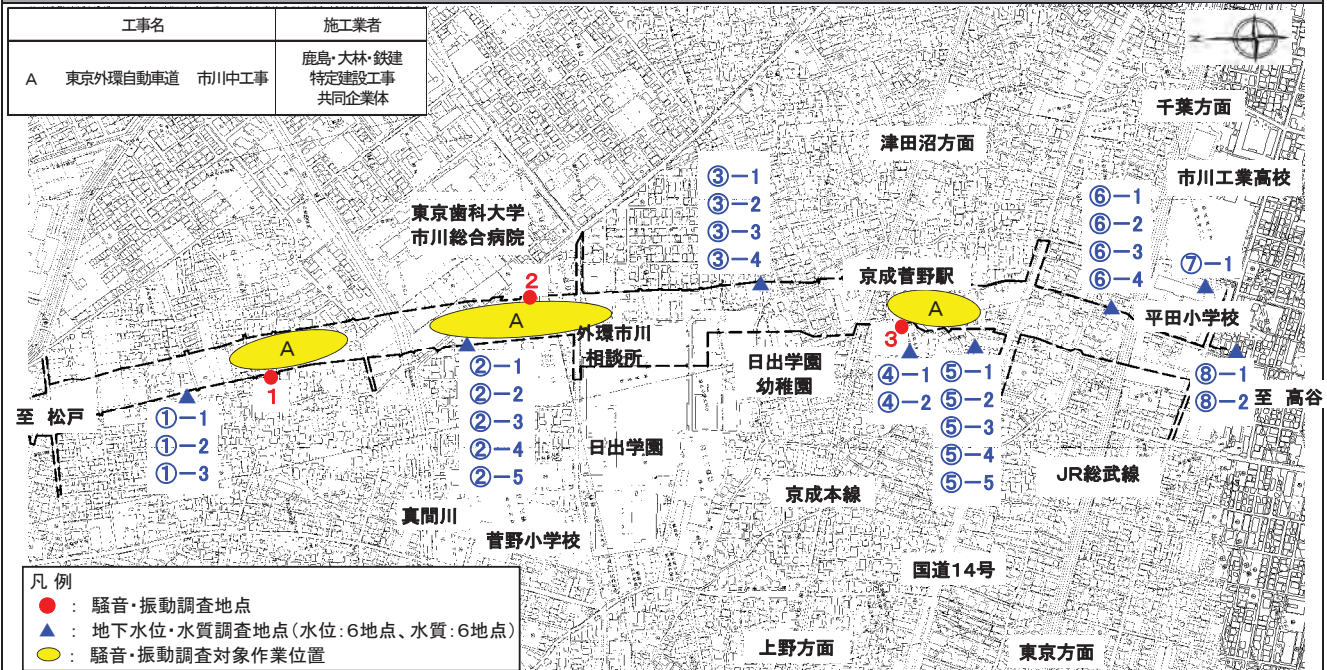 工事名 施工業者
A 東京外環自動車道 市川中工事
鹿島・大林・鉄建
特定建設工事
共同企業体
千葉方面
津田沼方面
市川工業高校
東京歯科大学
市川総合病院
③－1
③－2
③－3
③－4
⑥－1
⑥－2
⑥－3
⑥－4
⑦－1
京成菅野駅
平田小学校
2
A
A
A
3
1
外環市川
相談所
日出学園
幼稚園
至 松戸
①－1
①－2
①－3
②－1
②－2
②－3
②－4
②－5
④－1
④－2
⑤－1
⑤－2
⑤－3
⑤－4
⑤－5
⑧－1
⑧－2
至 高谷
日出学園
JR総武線
京成本線
真間川
菅野小学校
国道14号
上野方面
東京方面
凡 例
： 騒音・振動調査地点
： 地下水位・水質調査地点(水位：6地点、水質：6地点)
： 騒音・振動調査対象作業位置